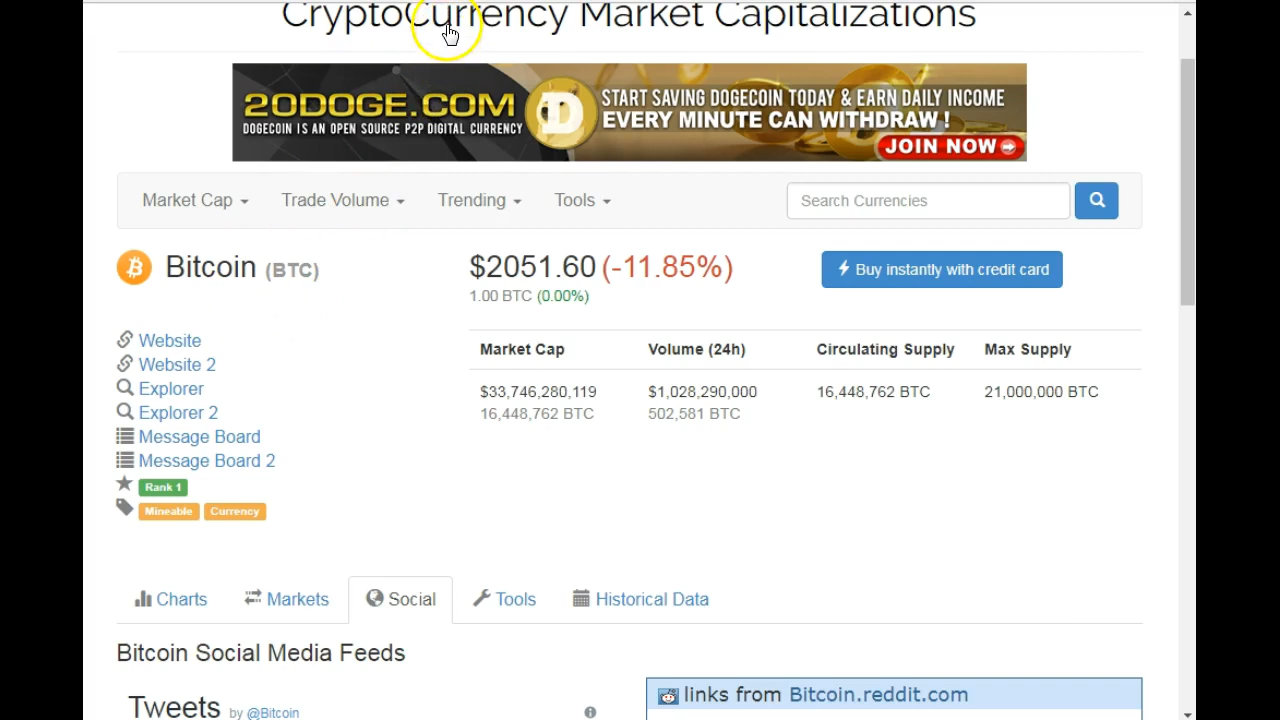 CryptoCurrency Market Capitalizations
20DOGE.COM
DOGECOIN IS AN OPEN SOURCE P2P DIGITAL CURRENCY
START SAVING DOGECOIN TODAY & EARN DAILY INCOME
EVERY MINUTE CAN WITHDRAW !
JOIN NOW
Market Cap Trade Volume Trending Tools Search Currencies
Bitcoin (BTC) $2051.60 (-11.85%) Buy instantly with credit card
1.00 BTC (0.00%)
Website
Website 2
Explorer
Explorer 2
Message Board
Message Board 2
Rank 1
Mineable Currency
Market Cap Volume (24h) Circulating Supply Max Supply
$33,746,280,119 $1,028,290,000 16,448,762 BTC 21,000,000 BTC
16,448,762 BTC 502,581 BTC
Charts Markets Social Tools Historical Data
Bitcoin Social Media Feeds
Tweets by @Bitcoin
links from Bitcoin.reddit.com